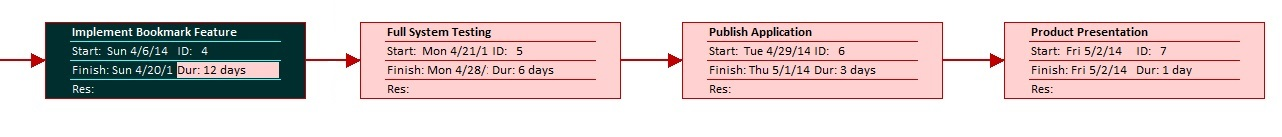 Implement Bookmark Feature
Start: Sun 4/6/14 ID: 4
Finish: Sun 4/20/1 Dur: 12 days
Res:
Full System Testing
Start: Mon 4/21/1 ID: 5
Finish: Mon 4/28/ Dur: 6 days
Res:
Publish Application
Start: Tue 4/29/14 ID: 6
Finish: Thu 5/1/14 Dur: 3 days
Res:
Product Presentation
Start: Fri 5/2/14 ID: 7
Finish: Fri 5/2/14 Dur: 1 day
Res: